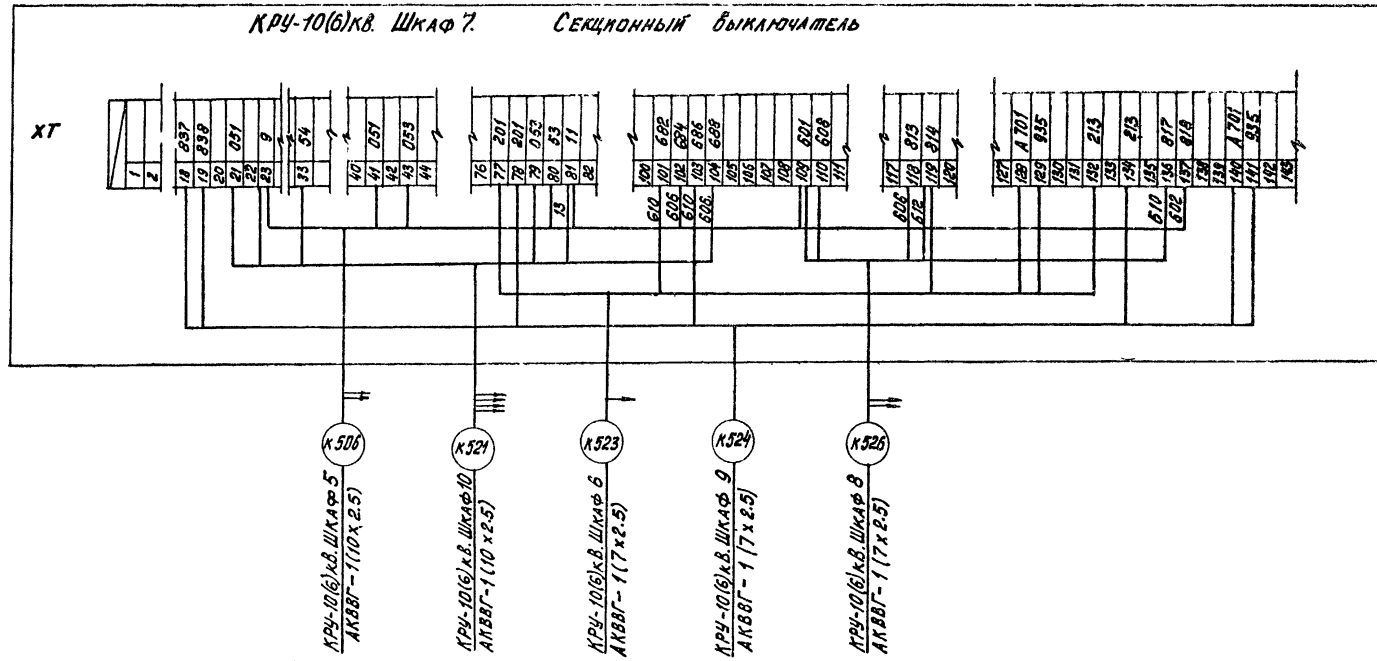 КРУ-10(6)кв. Шкаф 7. Секционный выключатель
ХТ
837 838 051 9 54 051 053 201 201 053 53 11 682 684 686 688 601 608 813 814 А701 935 213 213 817 818 А701 935
1 2 18 19 20 21 22 23 33 40 41 42 43 44 76 77 78 79 80 81 82 100 101 102 103 104 105 106 107 108 109 110 111 117 118 119 120 127 129 130 131 132 133 134 135 136 137 138 139 140 141 142 143
13 610 606 610 606 606 612 610 602
К506 К521 К523 К524 К526
КРУ-10(6)кв. Шкаф 5
АКВВГ-1(10х2.5)
КРУ-10(6)кв. Шкаф 10
АКВВГ-1(10х2.5)
КРУ-10(6)кв. Шкаф 6
АКВВГ-1(7х2.5)
КРУ-10(6)кв. Шкаф 9
АКВВГ-1(7х2.5)
КРУ-10(6)кв. Шкаф 8
АКВВГ-1(7х2.5)